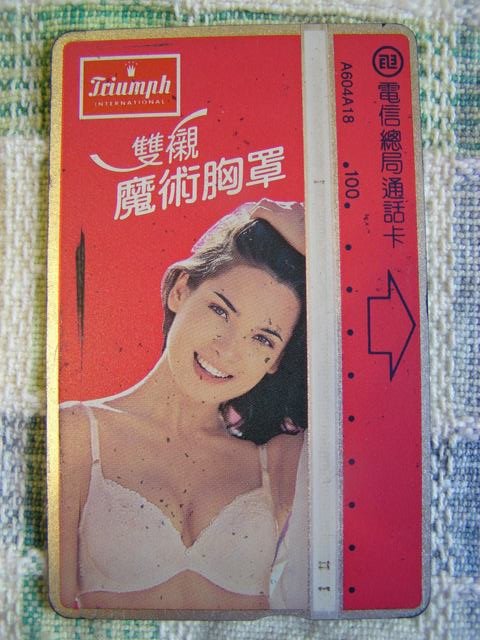 Triumph
INTERNATIONAL
雙襯
魔術胸罩
電信總局通話卡
A604A18
100